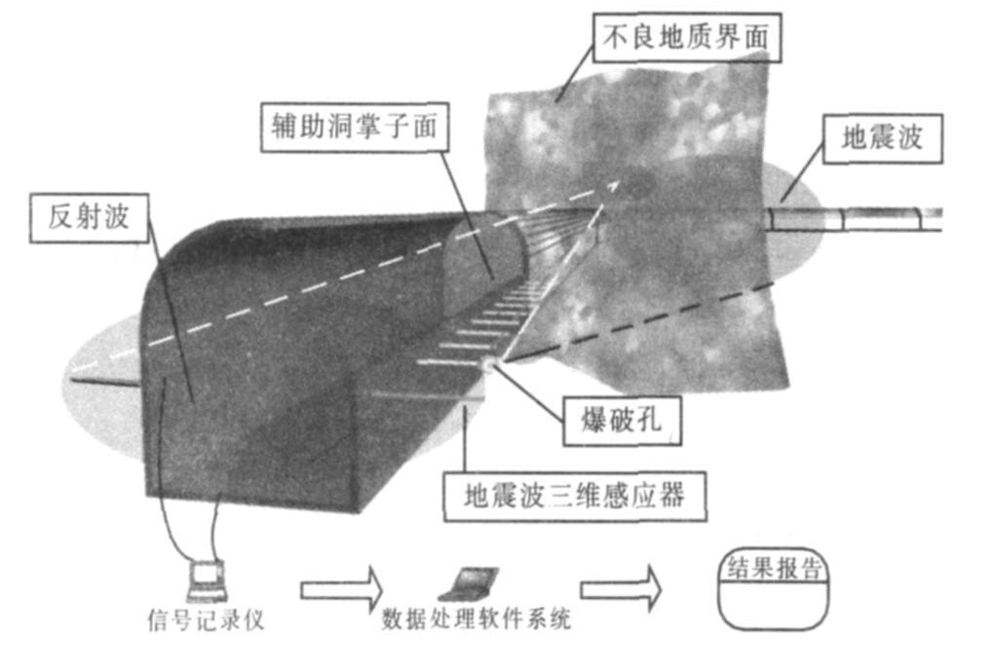 不良地质界面
辅助洞掌子面
地震波
反射波
爆破孔
地震波三维感应器
结果报告
信号记录仪
数据处理软件系统